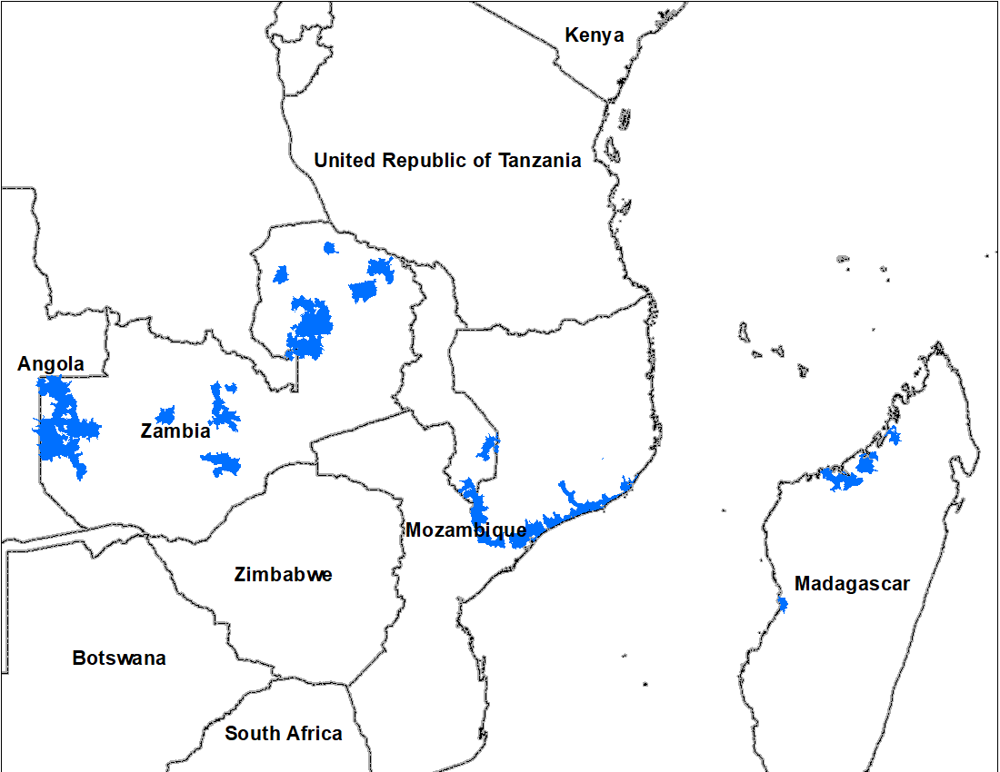 Kenya
United Republic of Tanzania
Angola
Zambia
Mozambique
Zimbabwe
Madagascar
Botswana
South Africa